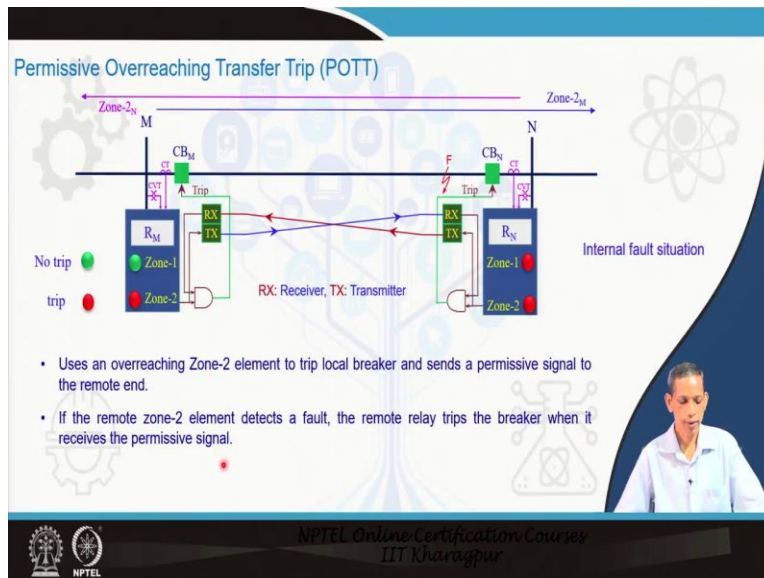 Permissive Overreaching Transfer Trip (POTT)
Zone-2N
Zone-2M
M
N
CBM
F
CBN
CT
CT
CVT
Trip
Trip
CVT
RM
RX
TX
RX
TX
RN
Internal fault situation
No trip
Zone-1
Zone-1
trip
Zone-2
RX: Receiver, TX: Transmitter
Zone-2
• Uses an overreaching Zone-2 element to trip local breaker and sends a permissive signal to
the remote end.
• If the remote zone-2 element detects a fault, the remote relay trips the breaker when it
receives the permissive signal.
NPTEL Online Certification Courses
IIT Kharagpur
NPTEL